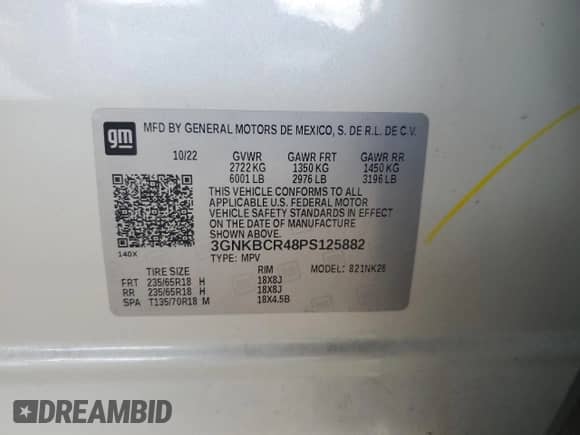 gm
MFD BY GENERAL MOTORS DE MEXICO, S. DE R.L. DE C.V.
10/22 GVWR GAWR FRT GAWR RR
2722 KG 1350 KG 1450 KG
6001 LB 2976 LB 3196 LB
THIS VEHICLE CONFORMS TO ALL
APPLICABLE U.S. FEDERAL MOTOR
VEHICLE SAFETY STANDARDS IN EFFECT
ON THE DATE OF MANUFACTURE
SHOWN ABOVE.
3GNKBCR48PS125882
140X TYPE: MPV
TIRE SIZE RIM MODEL: 821NK26
FRT 235/65R18 H 18X8J
RR 235/65R18 H 18X8J
SPA T135/70R18 M 18X4.5B
DREAMBID